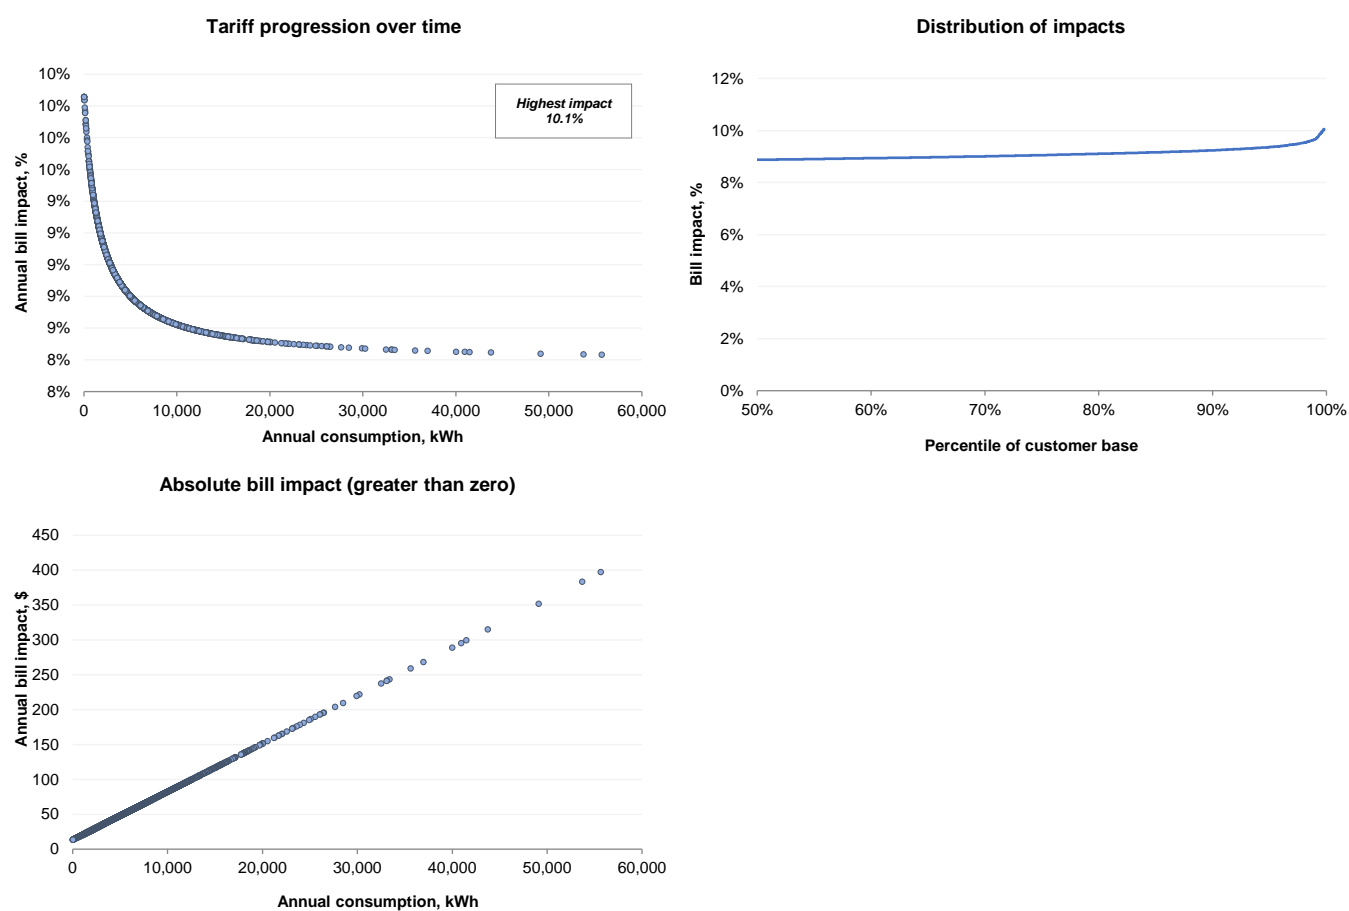 Tariff progression over time
10%
10%
10%
10%
9%
9%
9%
9%
9%
8%
8%
Annual bill impact, %
Highest impact
10.1%
0 10,000 20,000 30,000 40,000 50,000 60,000
Annual consumption, kWh
Distribution of impacts
12%
10%
8%
6%
4%
2%
0%
Bill impact, %
50% 60% 70% 80% 90% 100%
Percentile of customer base
Absolute bill impact (greater than zero)
450
400
350
300
250
200
150
100
50
0
Annual bill impact, $
0 10,000 20,000 30,000 40,000 50,000 60,000
Annual consumption, kWh